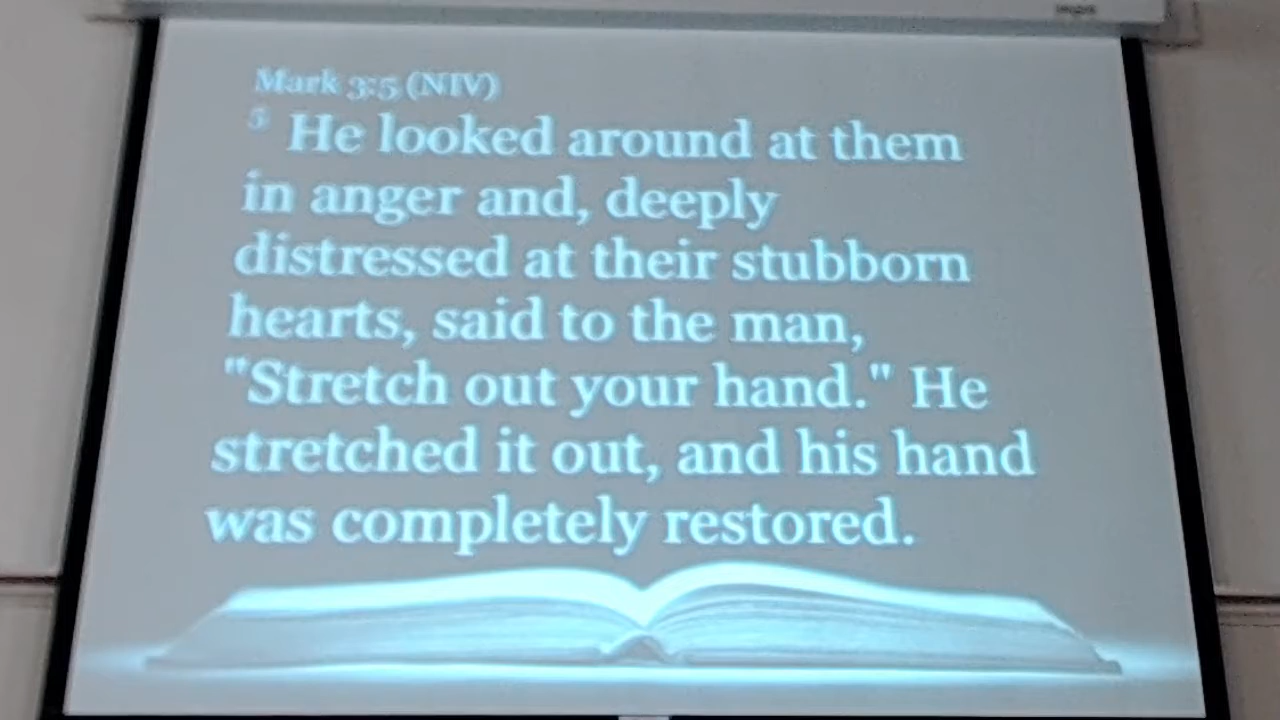 Mark 3:5 (NIV)
5 He looked around at them
in anger and, deeply
distressed at their stubborn
hearts, said to the man,
"Stretch out your hand." He
stretched it out, and his hand
was completely restored.